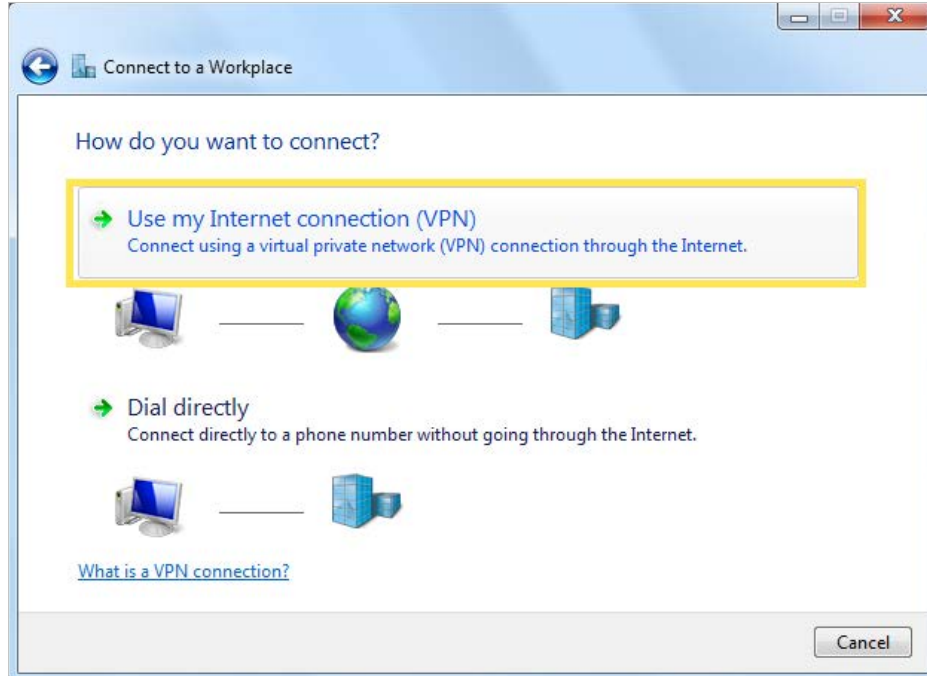 Connect to a Workplace
How do you want to connect?
Use my Internet connection (VPN)
Connect using a virtual private network (VPN) connection through the Internet.
Dial directly
Connect directly to a phone number without going through the Internet.
What is a VPN connection?
Cancel